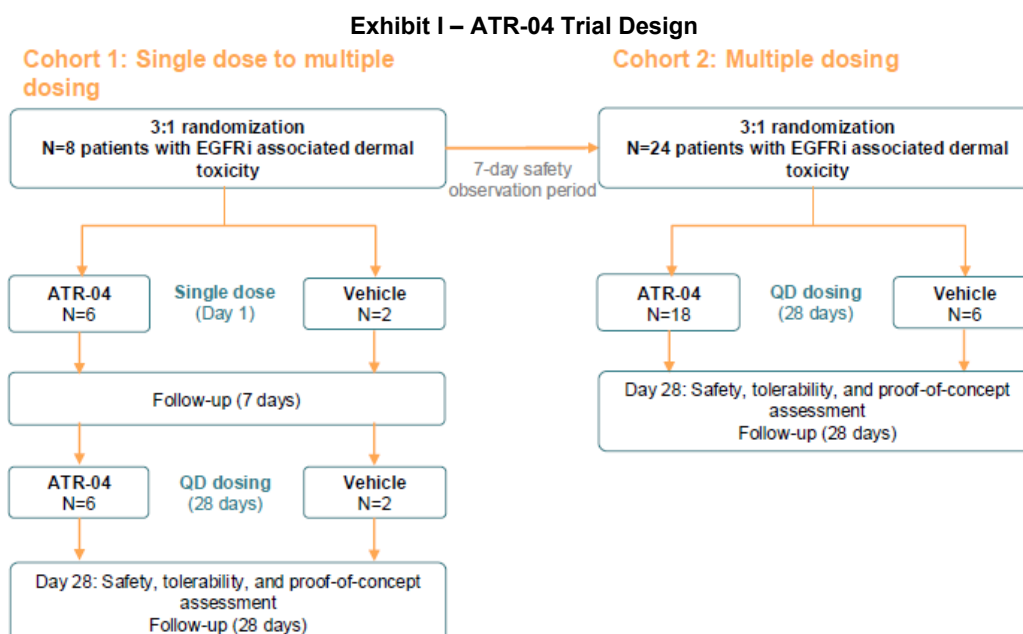 Exhibit I – ATR-04 Trial Design
Cohort 1: Single dose to multiple
dosing
3:1 randomization
N=8 patients with EGFRi associated dermal
toxicity
7-day safety
observation period
Cohort 2: Multiple dosing
3:1 randomization
N=24 patients with EGFRi associated dermal
toxicity
ATR-04
N=6
Single dose
(Day 1)
Vehicle
N=2
Follow-up (7 days)
ATR-04
N=6
QD dosing
(28 days)
Vehicle
N=2
Day 28: Safety, tolerability, and proof-of-concept
assessment
Follow-up (28 days)
ATR-04
N=18
QD dosing
(28 days)
Vehicle
N=6
Day 28: Safety, tolerability, and proof-of-concept
assessment
Follow-up (28 days)